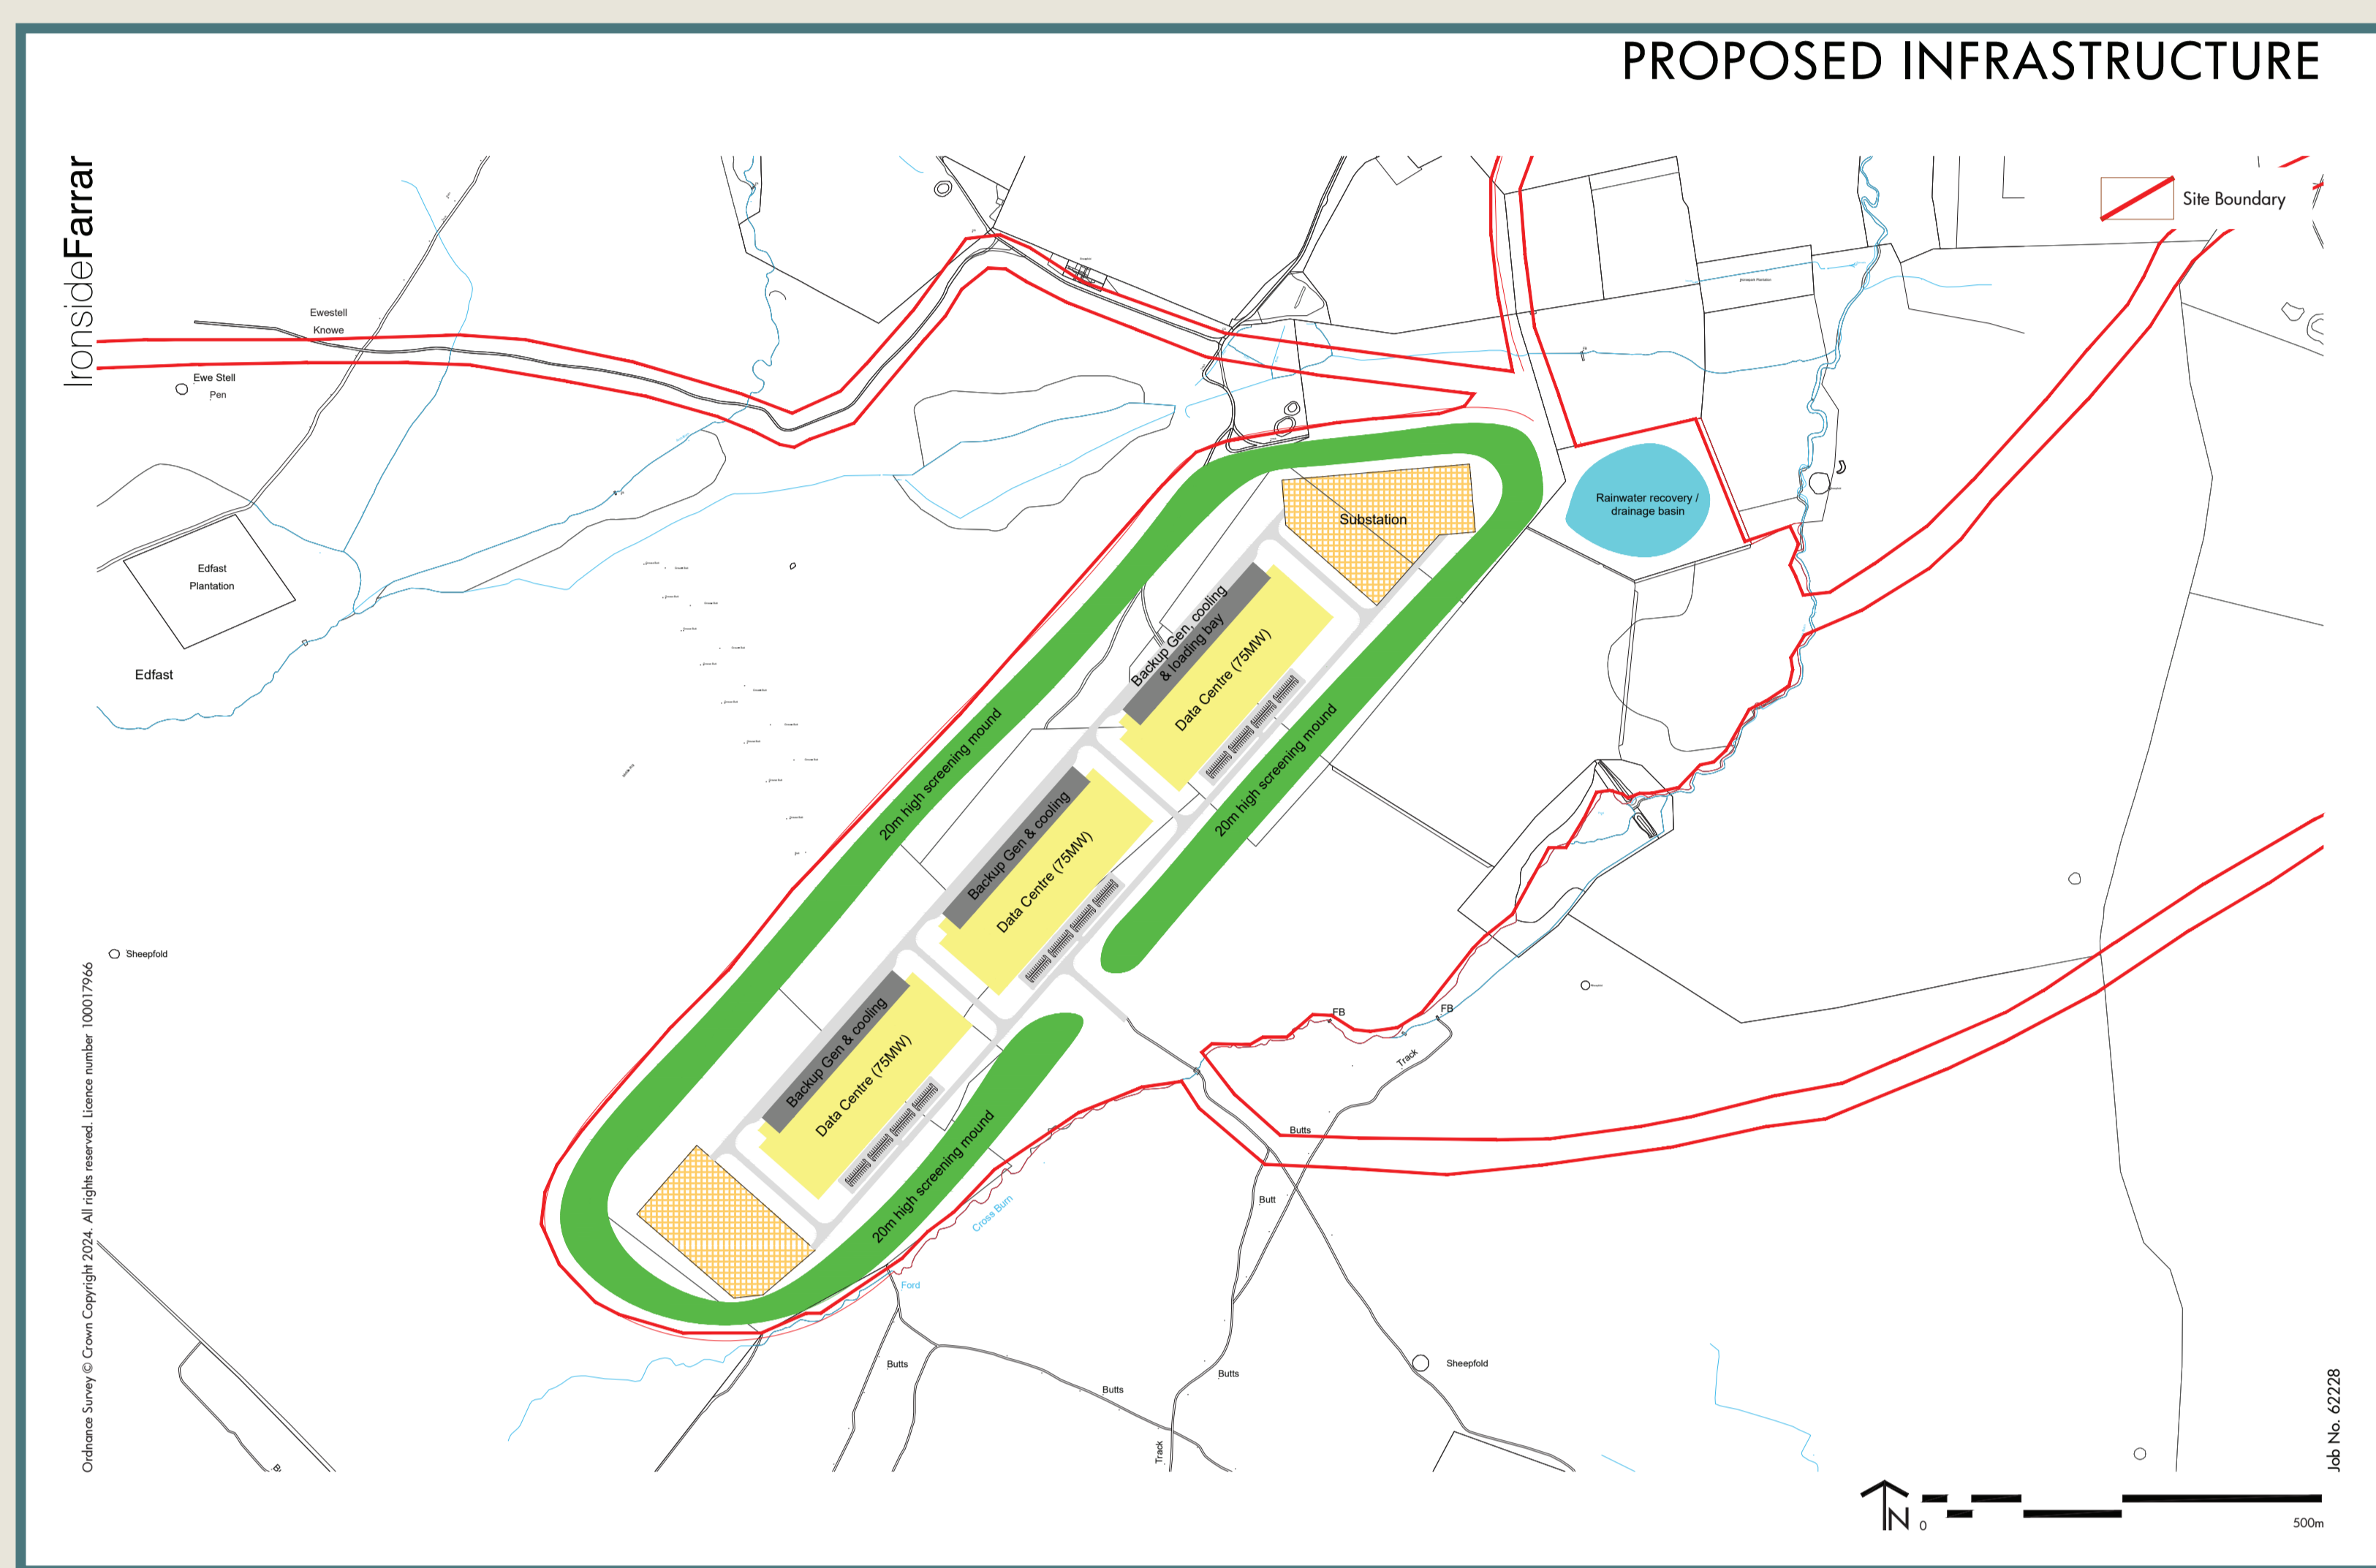 PROPOSED INFRASTRUCTURE
IronsideFarrar
Site Boundary
Ewestell
Knowe
Ewe Stell
Pen
Rainwater recovery /
drainage basin
Substation
Edfast
Plantation
Edfast
Backup Gen, cooling
& loading bay
Data Centre (75MW)
20m high screening mound
20m high screening mound
Backup Gen & cooling
Data Centre (75MW)
Sheepfold
Backup Gen & cooling
Data Centre (75MW)
20m high screening mound
FB
FB
Track
Butts
Butt
Cross Burn
Ford
Butts
Butts
Butts
Sheepfold
Track
Ordnance Survey © Crown Copyright 2024. All rights reserved. Licence number 100017966
Job No. 62228
N
0
500m